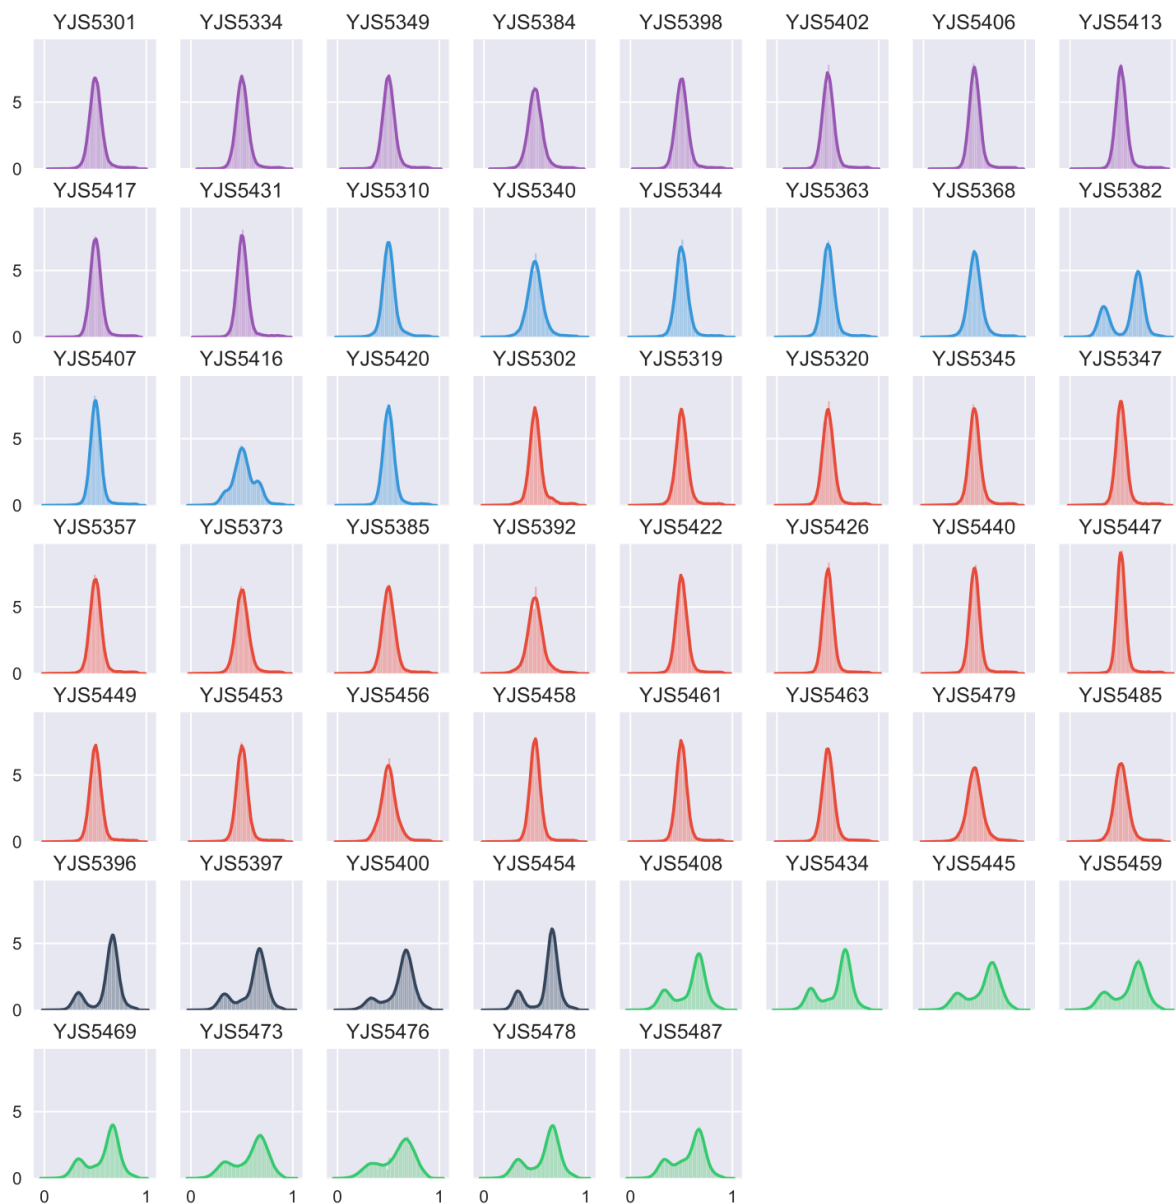 YJS5301 YJS5334 YJS5349 YJS5384 YJS5398 YJS5402 YJS5406 YJS5413
5
0
YJS5417 YJS5431 YJS5310 YJS5340 YJS5344 YJS5363 YJS5368 YJS5382
5
0
YJS5407 YJS5416 YJS5420 YJS5302 YJS5319 YJS5320 YJS5345 YJS5347
5
0
YJS5357 YJS5373 YJS5385 YJS5392 YJS5422 YJS5426 YJS5440 YJS5447
5
0
YJS5449 YJS5453 YJS5456 YJS5458 YJS5461 YJS5463 YJS5479 YJS5485
5
0
YJS5396 YJS5397 YJS5400 YJS5454 YJS5408 YJS5434 YJS5445 YJS5459
5
0
YJS5469 YJS5473 YJS5476 YJS5478 YJS5487
5
0
0 1 0 1 0 1 0 1 0 1